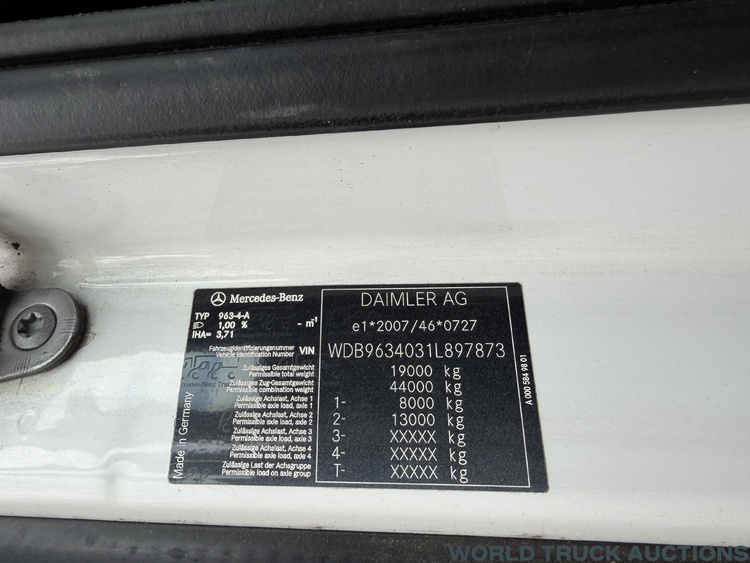 Mercedes-Benz
DAIMLER AG
TYP 963-4-A
1,00 % - m⁻¹
IHA= 3,71
e1*2007/46*0727
Fahrzeugidentifizierungsnummer
Vehicle Identification Number VIN WDB9634031L897873
Zulässiges Gesamtgewicht
Permissible total weight 19000 kg
Zulässiges Zug-Gesamtgewicht
Permissible combination weight 44000 kg
Zulässige Achslast, Achse 1
Permissible axle load, axle 1 1- 8000 kg
Zulässige Achslast, Achse 2
Permissible axle load, axle 2 2- 13000 kg
Zulässige Achslast, Achse 3
Permissible axle load, axle 3 3- XXXXX kg
Zulässige Achslast, Achse 4
Permissible axle load, axle 4 4- XXXXX kg
Zulässige Last der Achsgruppe
Permissible load on axle group T- XXXXX kg
Made in Germany
A 000 584 98 01
WORLD TRUCK AUCTIONS